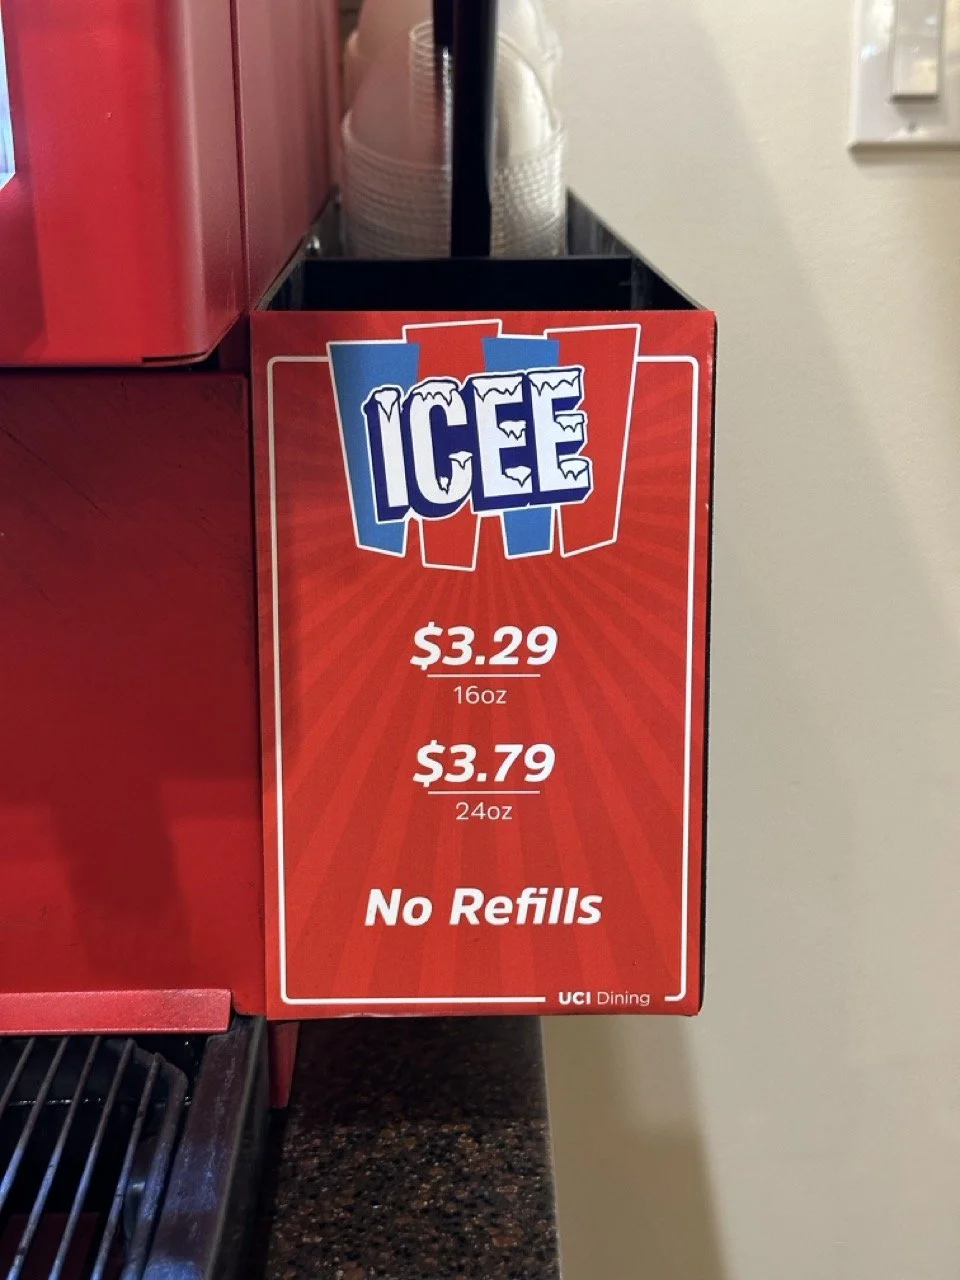 ICEE
$3.29
16oz
$3.79
24oz
No Refills
UCI Dining